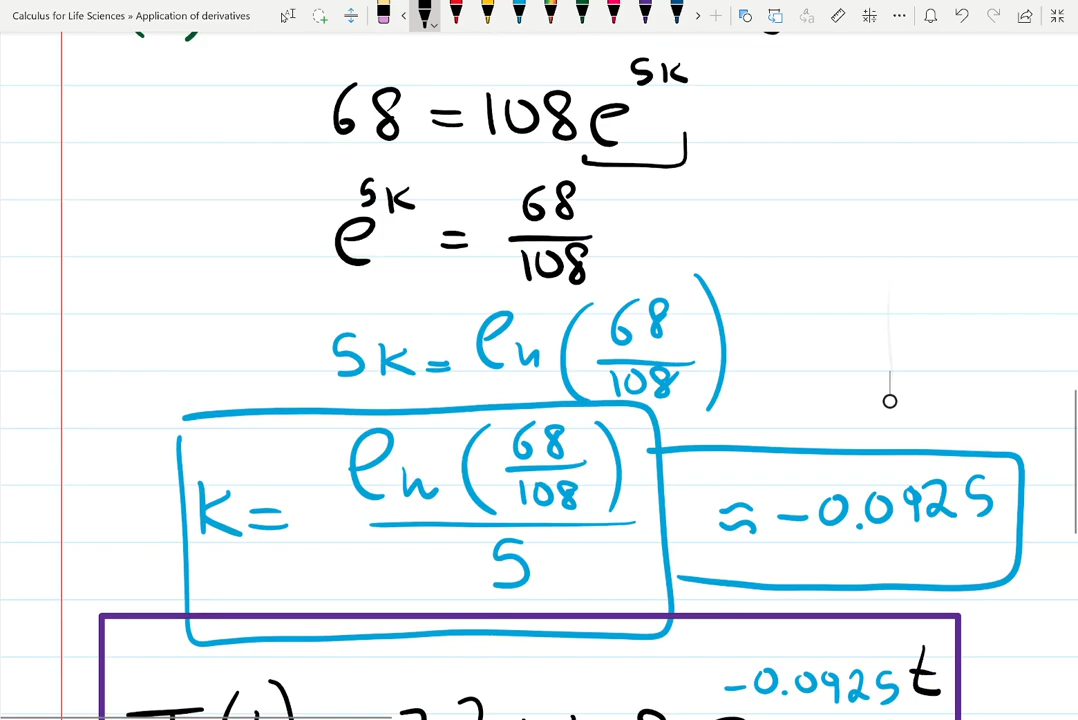 Calculus for Life Sciences » Application of derivatives
68 = 108e^{5K}
e^{5K} = 68/108
5K = ln(68/108)
K = ln(68/108)/5 ≈ -0.0925
-0.0925t